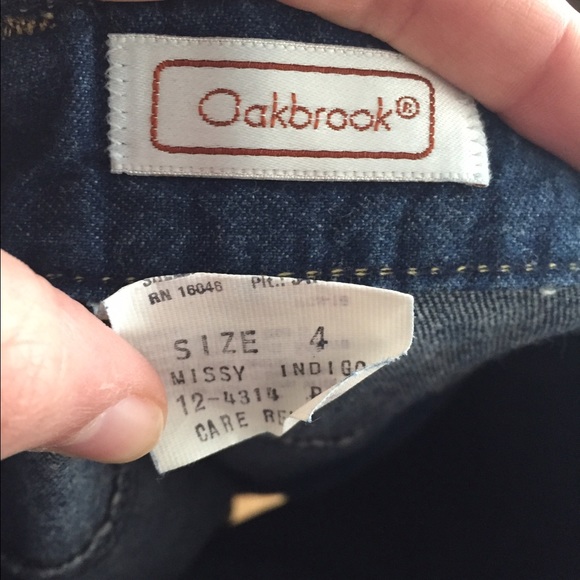 Oakbrook®
RN 16046
SIZE 4
MISSY INDIGO
12-4314
CARE